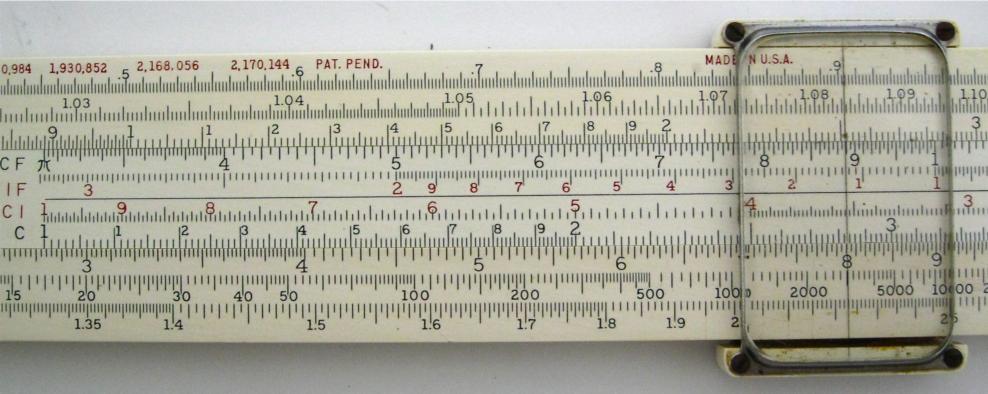 0,984 1,930,852 2,168,056 2,170,144 PAT. PEND. MADE IN U.S.A.
.5 .6 .7 .8 .9
1.03 1.04 1.05 1.06 1.07 1.08 1.09 1.10
9 1 1 2 3 4 5 6 7 8 9 2 3
CF π 4 5 6 7 8 9 1
IF 3 2 9 8 7 6 5 4 3 2 1 1
CI 1 9 8 7 6 5 4 3
C 1 1 2 3 4 5 6 7 8 9 2 3
3 4 5 6 8 9
15 20 30 40 50 100 200 500 1000 2000 5000 10000 2
1.35 1.4 1.5 1.6 1.7 1.8 1.9 2 2.5